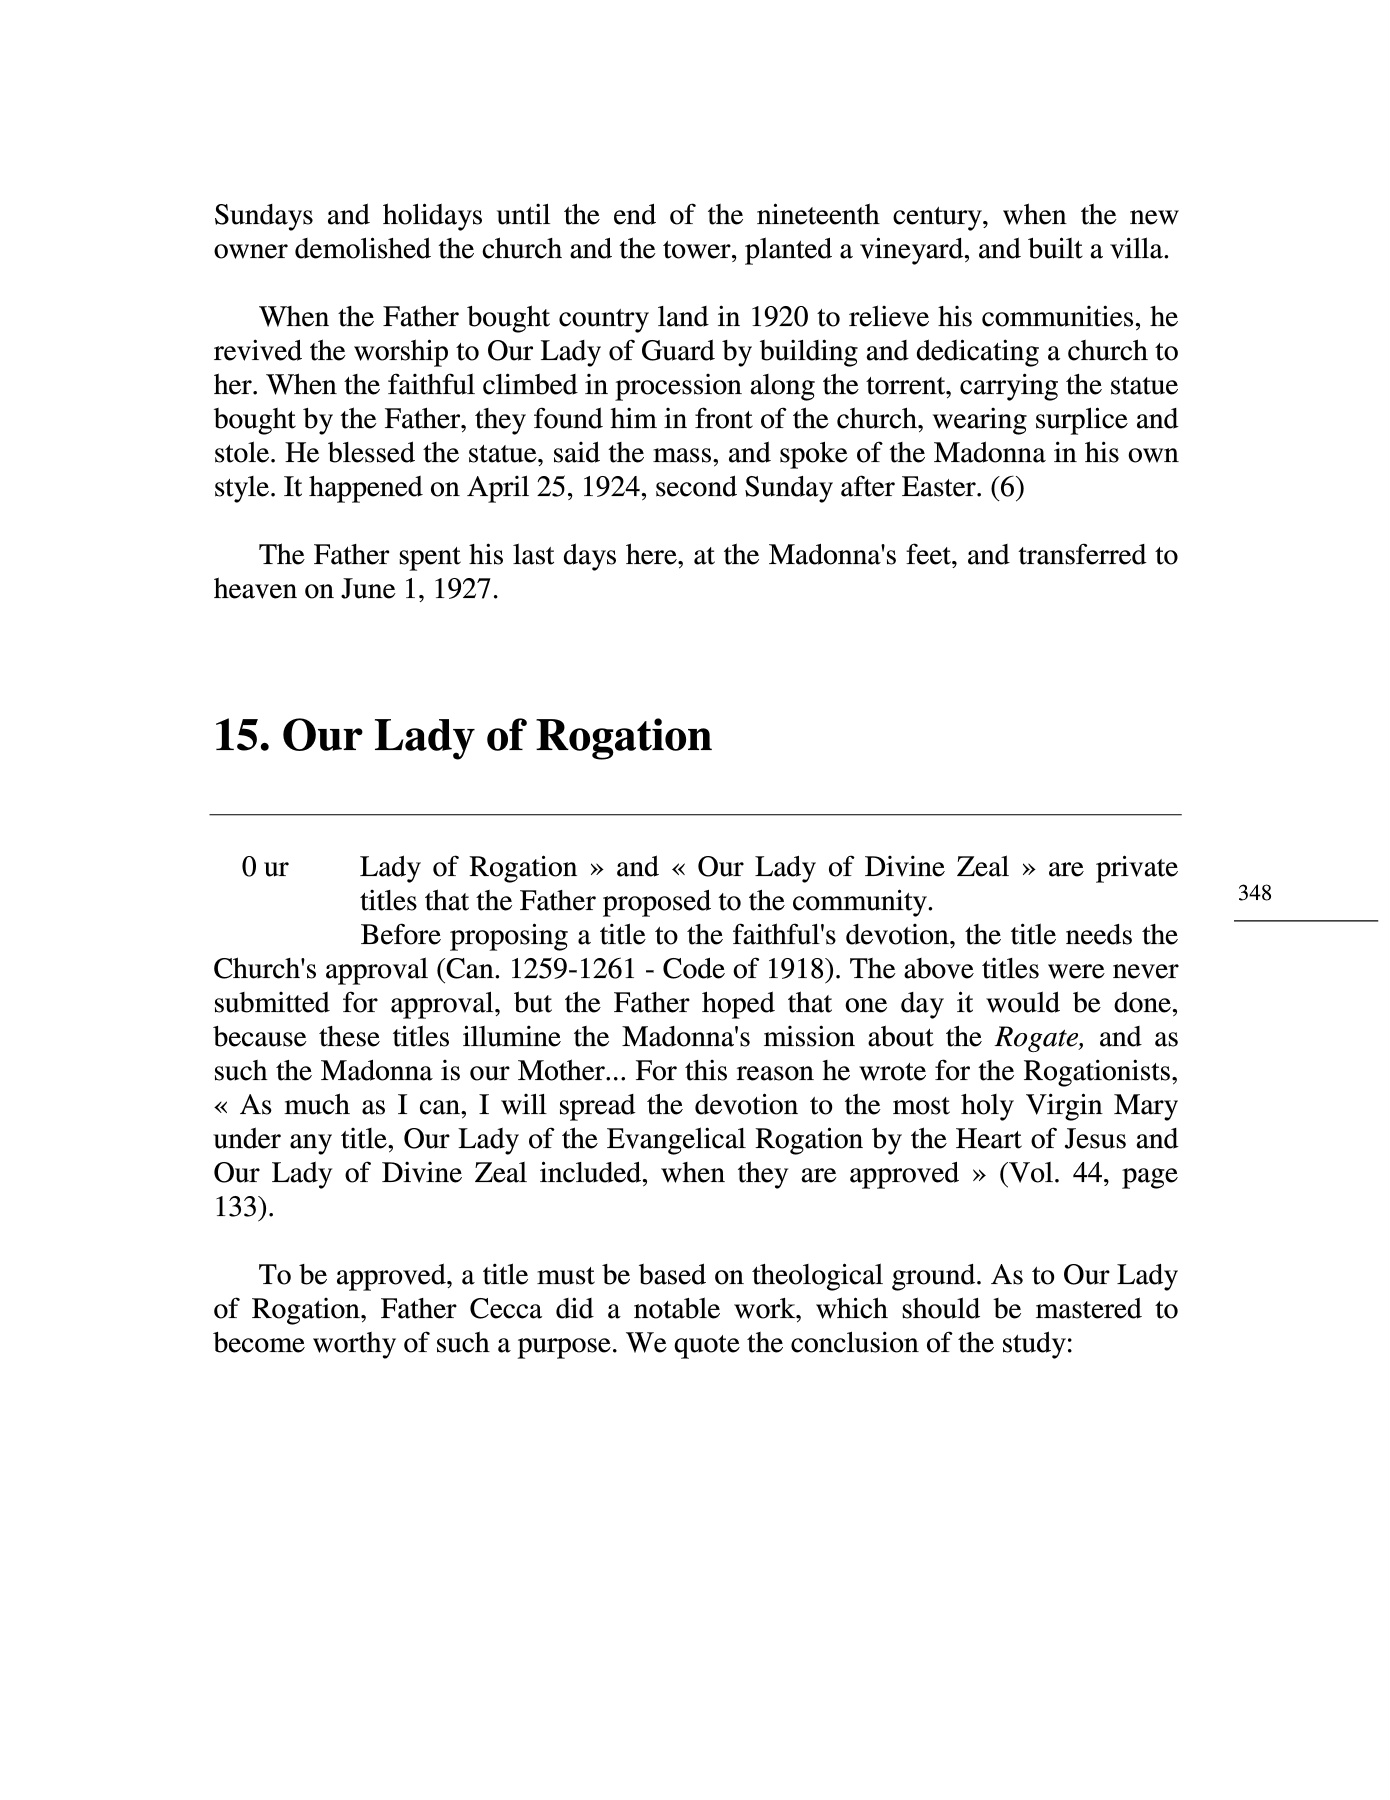 Sundays and holidays until the end of the nineteenth century, when the new
owner demolished the church and the tower, planted a vineyard, and built a villa.
When the Father bought country land in 1920 to relieve his communities, he
revived the worship to Our Lady of Guard by building and dedicating a church to
her. When the faithful climbed in procession along the torrent, carrying the statue
bought by the Father, they found him in front of the church, wearing surplice and
stole. He blessed the statue, said the mass, and spoke of the Madonna in his own
style. It happened on April 25, 1924, second Sunday after Easter. (6)
The Father spent his last days here, at the Madonna's feet, and transferred to
heaven on June 1, 1927.
15. Our Lady of Rogation
0 ur Lady of Rogation » and « Our Lady of Divine Zeal » are private
titles that the Father proposed to the community.
348
Before proposing a title to the faithful's devotion, the title needs the
Church's approval (Can. 1259-1261 - Code of 1918). The above titles were never
submitted for approval, but the Father hoped that one day it would be done,
because these titles illumine the Madonna's mission about the Rogate, and as
such the Madonna is our Mother... For this reason he wrote for the Rogationists,
« As much as I can, I will spread the devotion to the most holy Virgin Mary
under any title, Our Lady of the Evangelical Rogation by the Heart of Jesus and
Our Lady of Divine Zeal included, when they are approved » (Vol. 44, page
133).
To be approved, a title must be based on theological ground. As to Our Lady
of Rogation, Father Cecca did a notable work, which should be mastered to
become worthy of such a purpose. We quote the conclusion of the study: